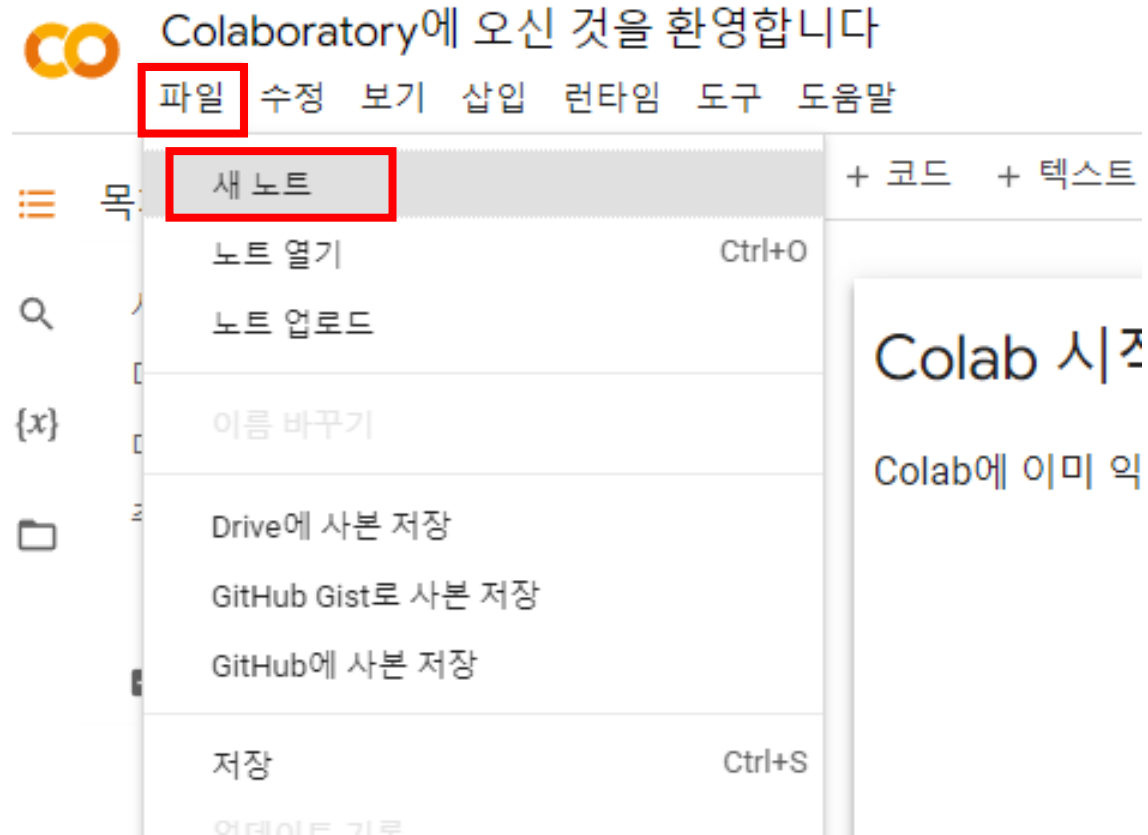 Colaboratory에 오신 것을 환영합니다
파일 수정 보기 삽입 런타임 도구 도움말
새 노트
+ 코드 + 텍스트
노트 열기 Ctrl+O
노트 업로드
Colab
이름 바꾸기
{x}
Colab에 이미
Drive에 사본 저장
GitHub Gist로 사본 저장
GitHub에 사본 저장
저장 Ctrl+S